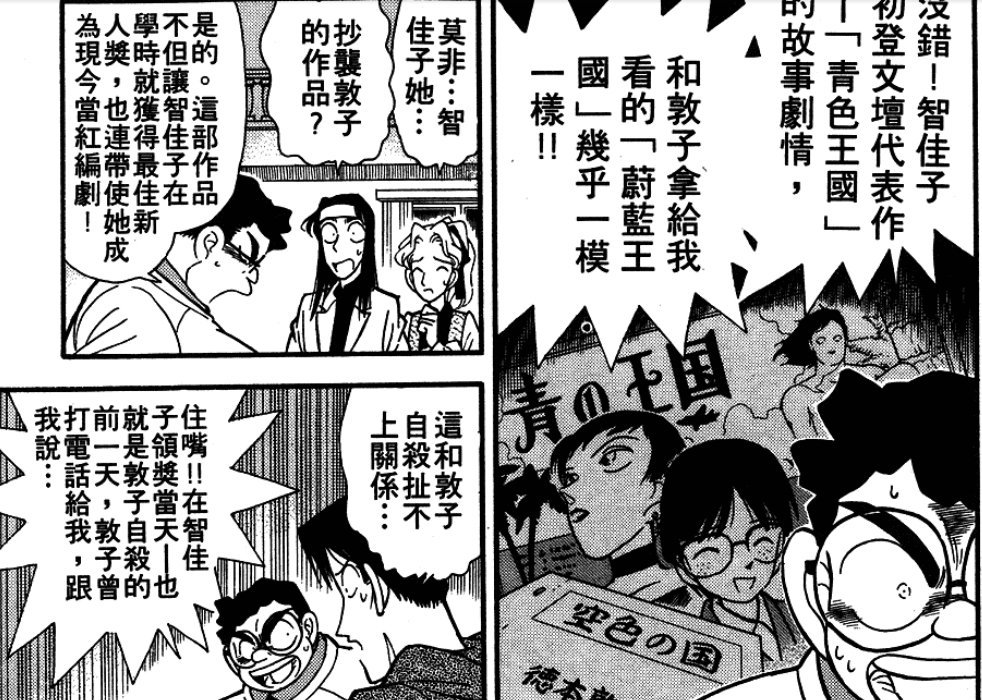 沒錯！智佳子
初登文壇代表作
—「青色王國」
的故事劇情，
和敦子拿給我
看的「蔚藍王
國」幾乎一模
一樣!!
青の王国
空色の国
徳本敦
莫非…智
佳子她…
抄襲敦子
的作品？
是的。這部作品
不但讓智佳子在
學時就獲得最佳新
人獎，也連帶使她成
為現今當紅編劇！
這和敦子
自殺扯不
上關係…
住嘴!!在智佳
子領獎當天—也
就是敦子自殺的
前一天，敦子曾
打電話給我，跟
我說…